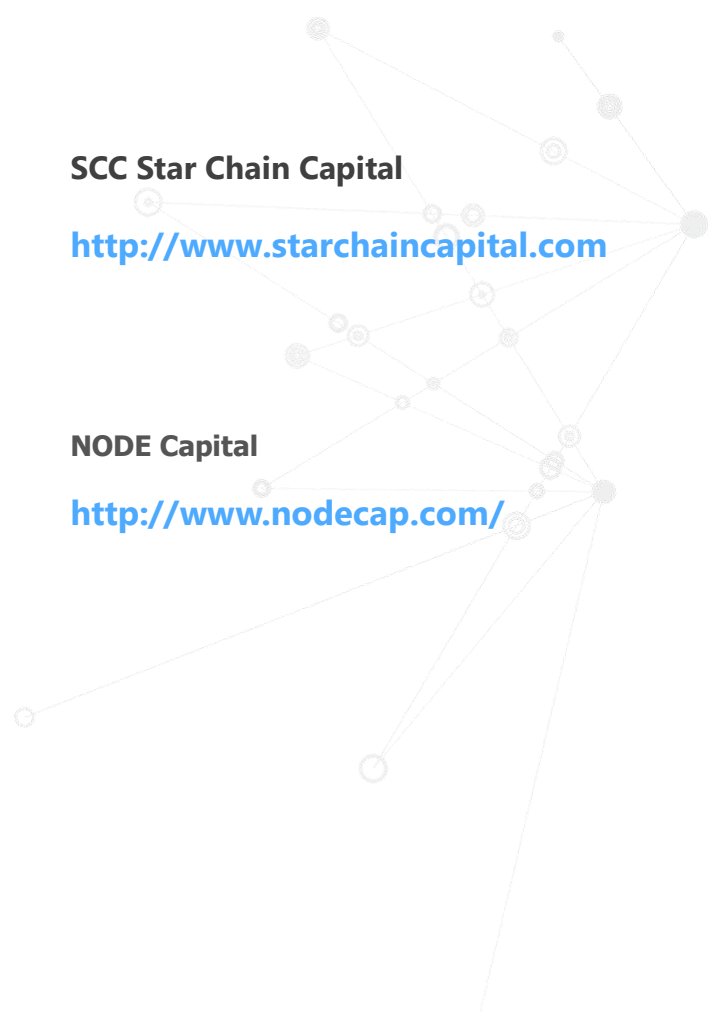 SCC Star Chain Capital
http://www.starchaincapital.com
NODE Capital
http://www.nodecap.com/